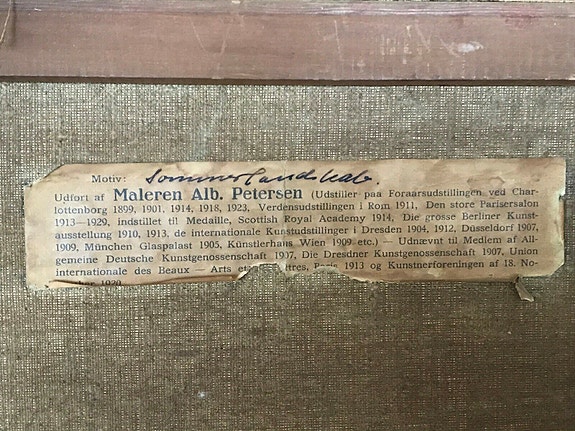 Motiv: Sommerlandskab
Udført af Maleren Alb. Petersen (Udstiller paa Foraarsudstillingen ved Char-
lottenborg 1899, 1901, 1914, 1918, 1923, Verdensudstillingen i Rom 1911, Den store Parisersalon
1913—1929, indstillet til Medaille, Scottish Royal Academy 1914, Die grosse Berliner Kunst-
ausstellung 1910, 1913, de internationale Kunstudstillinger i Dresden 1904, 1912, Düsseldorf 1907,
1909, München Glaspalast 1905, Künstlerhaus Wien 1909 etc.) — Udnævnt til Medlem af All-
gemeine Deutsche Kunstgenossenschaft 1907, Die Dresdner Kunstgenossenschaft 1907, Union
internationale des Beaux — Arts et Paris 1913 og Kunstnerforeningen af 18. No-
1920